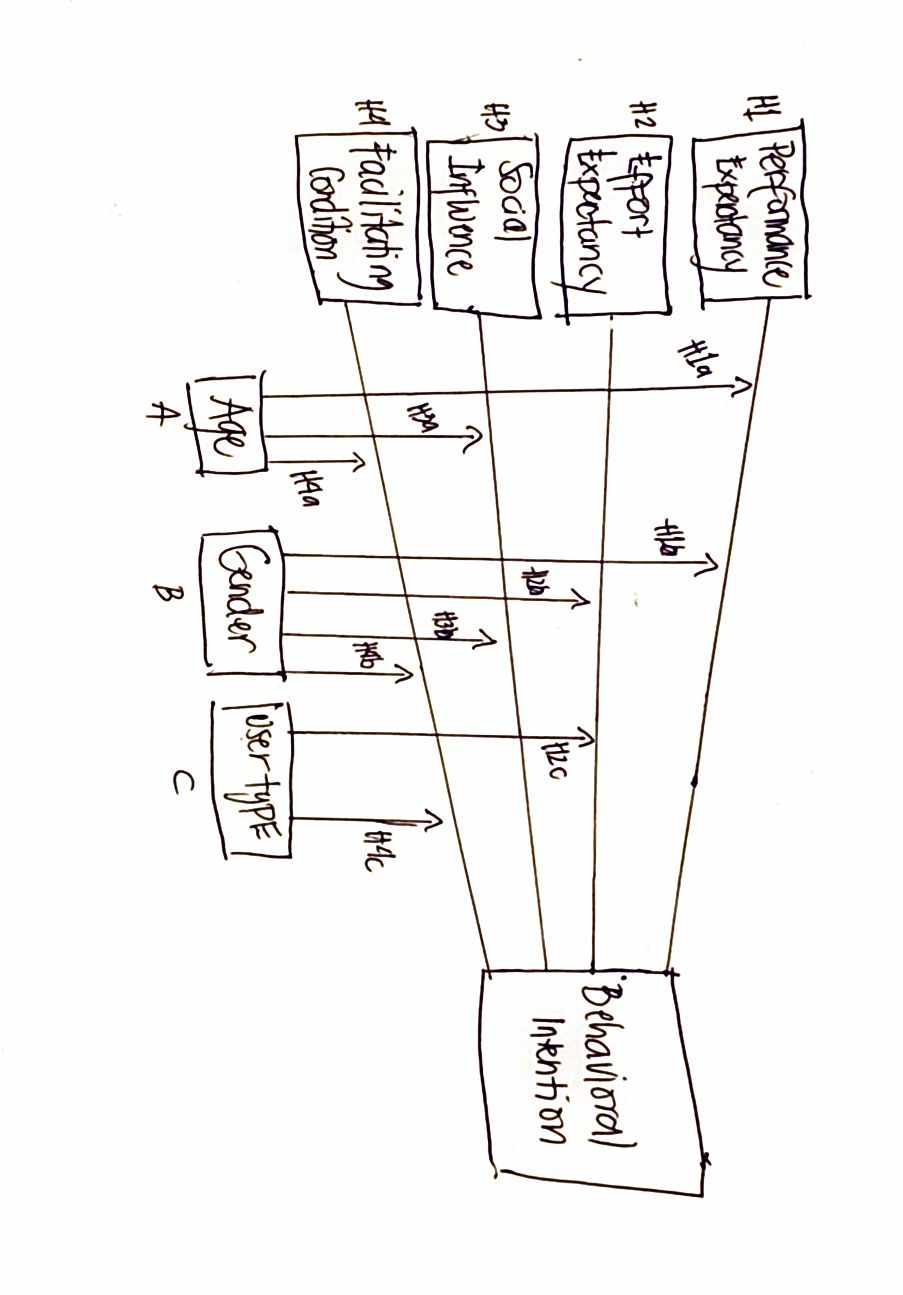 H1
Performance
Expectancy
H1a
H1b
H2
Effort
Expectancy
Behavioral
Intention
H2b
H2c
H3
Social
Influence
H3a
H3b
H4
Facilitating
Condition
H4b
H4c
H4a
Age
Gender
User tyPE
A
B
C